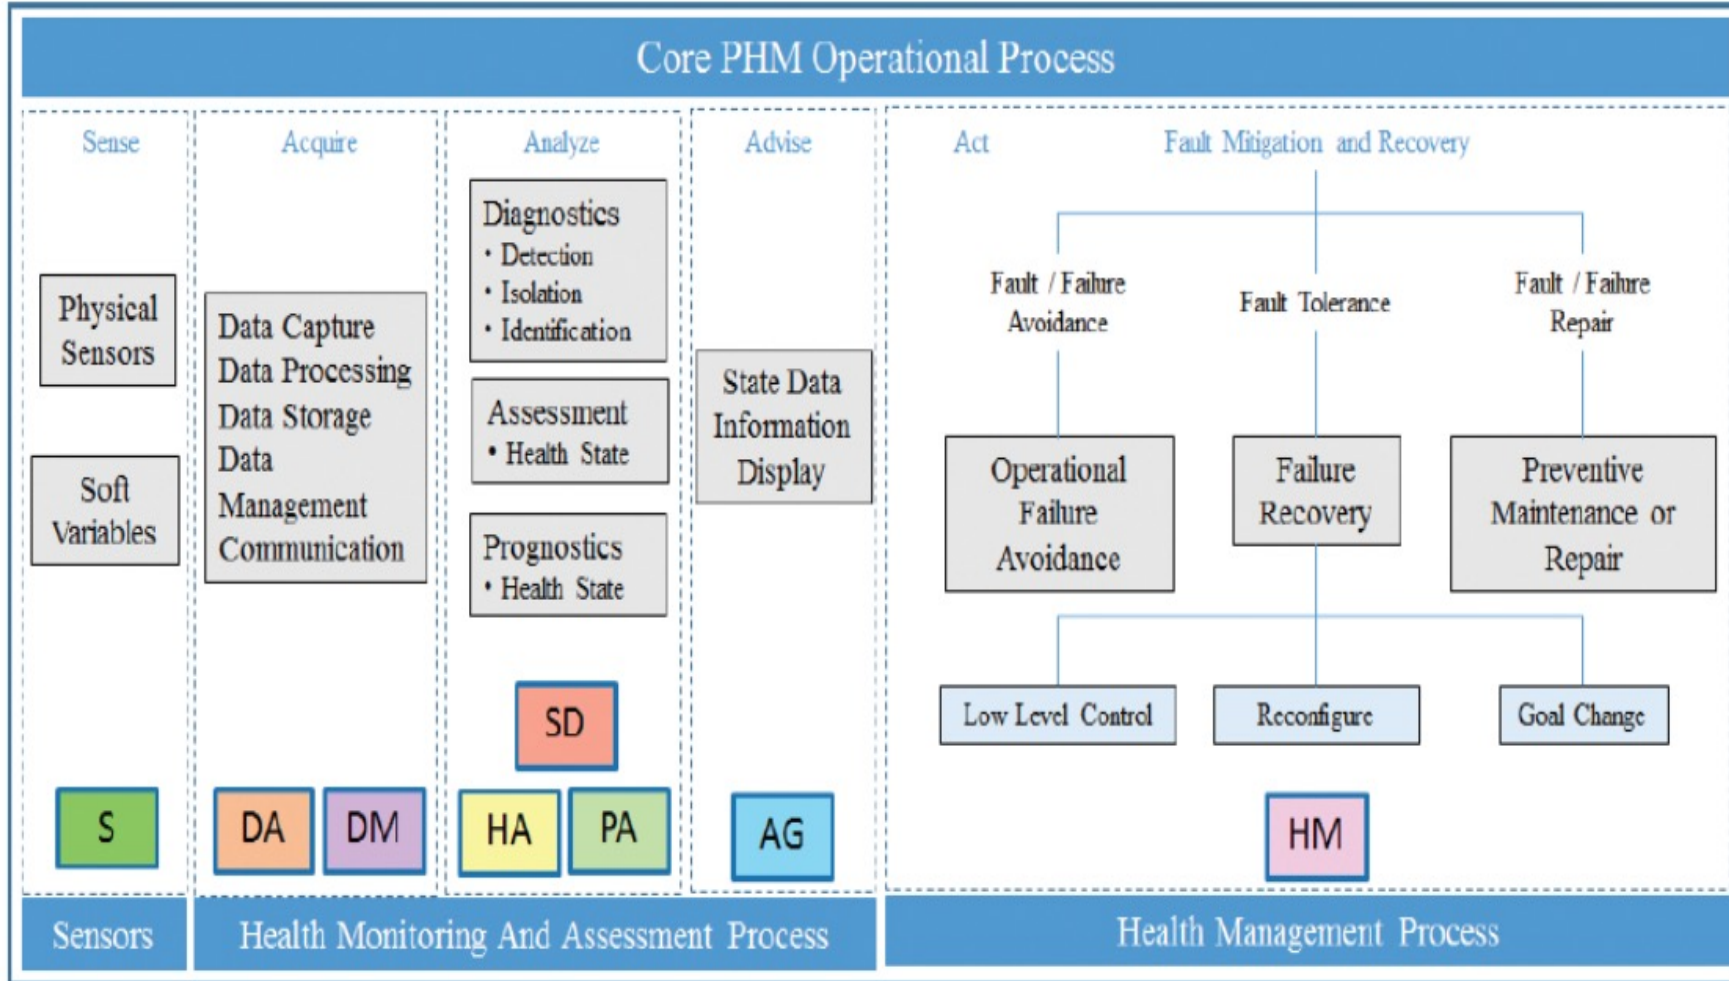 Core PHM Operational Process
Sense
Physical
Sensors
Soft
Variables
S
Sensors
Acquire
Data Capture
Data Processing
Data Storage
Data
Management
Communication
DA
DM
Analyze
Diagnostics
• Detection
• Isolation
• Identification
Assessment
• Health State
Prognostics
• Health State
SD
HA
PA
Advise
State Data
Information
Display
AG
Health Monitoring And Assessment Process
Act
Fault Mitigation and Recovery
Fault / Failure
Avoidance
Fault Tolerance
Fault / Failure
Repair
Operational
Failure
Avoidance
Failure
Recovery
Preventive
Maintenance or
Repair
Low Level Control
Reconfigure
Goal Change
HM
Health Management Process